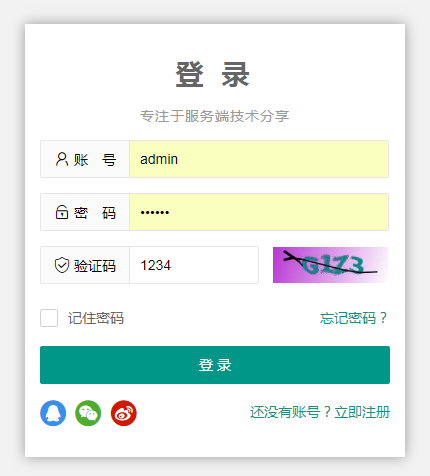 登 录
专注于服务端技术分享
账 号 admin
密 码 ••••••
验证码 1234 G1Z3
记住密码 忘记密码？
登 录
还没有账号？立即注册